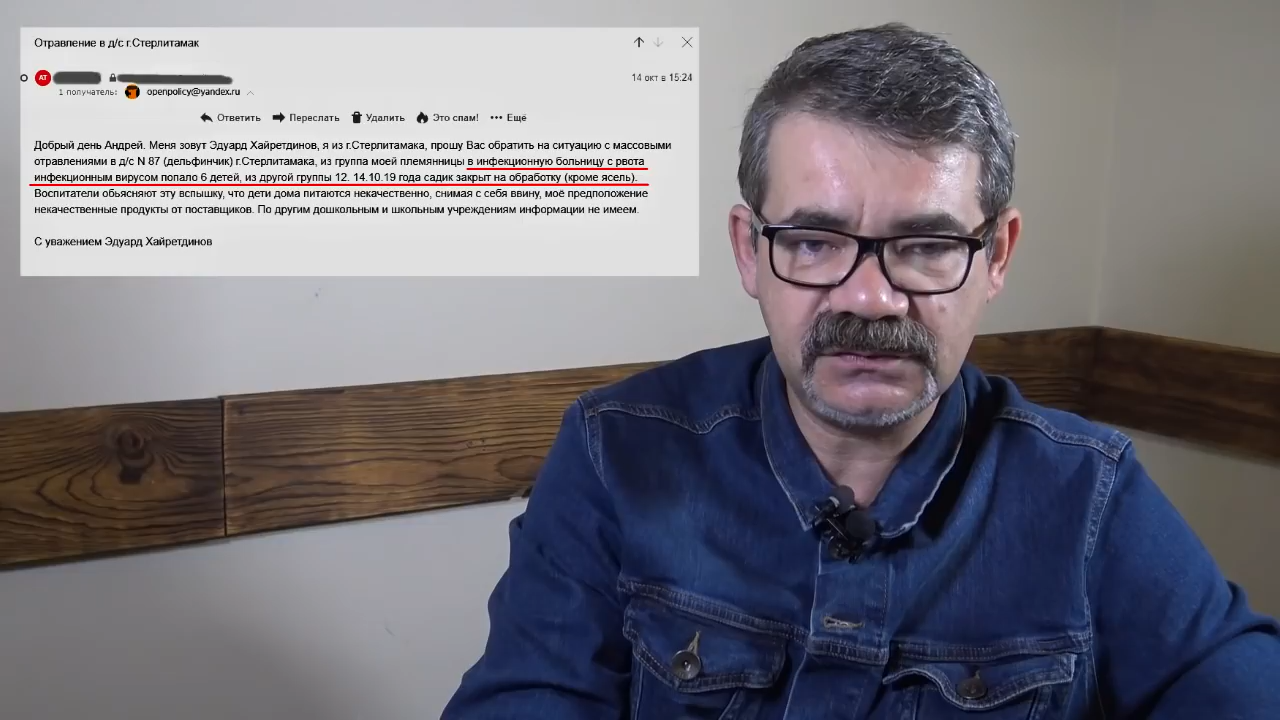 Отравление в д/с г.Стерлитамак
АТ
14 окт в 15:24
1 получатель: openpolicy@yandex.ru
Ответить Переслать Удалить Это спам! Ещё
Добрый день Андрей. Меня зовут Эдуард Хайретдинов, я из г.Стерлитамака, прошу Вас обратить на ситуацию с массовыми
отравлениями в д/с N 87 (дельфинчик) г.Стерлитамака, из группа моей племянницы в инфекционную больницу с рвота
инфекционным вирусом попало 6 детей, из другой группы 12. 14.10.19 года садик закрыт на обработку (кроме ясель).
Воспитатели обьясняют эту вспышку, что дети дома питаются некачественно, снимая с себя ввину, моё предположение
некачественные продукты от поставщиков. По другим дошкольным и школьным учреждениям информации не имеем.
С уважением Эдуард Хайретдинов